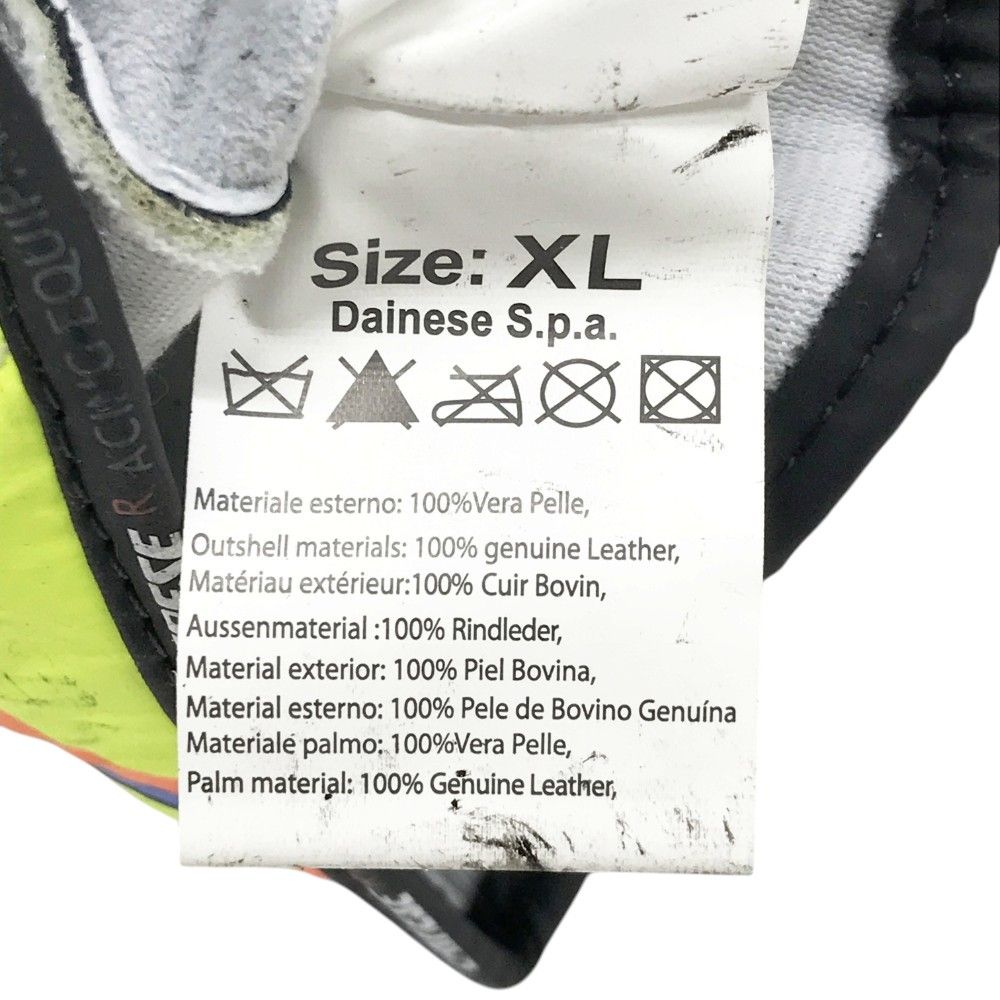 Size: XL
Dainese S.p.a.
Materiale esterno: 100%Vera Pelle,
Outshell materials: 100% genuine Leather,
Matériau extérieur:100% Cuir Bovin,
Aussenmaterial :100% Rindleder,
Material exterior: 100% Piel Bovina,
Material esterno: 100% Pele de Bovino Genuína
Materiale palmo: 100%Vera Pelle,
Palm material: 100% Genuine Leather,